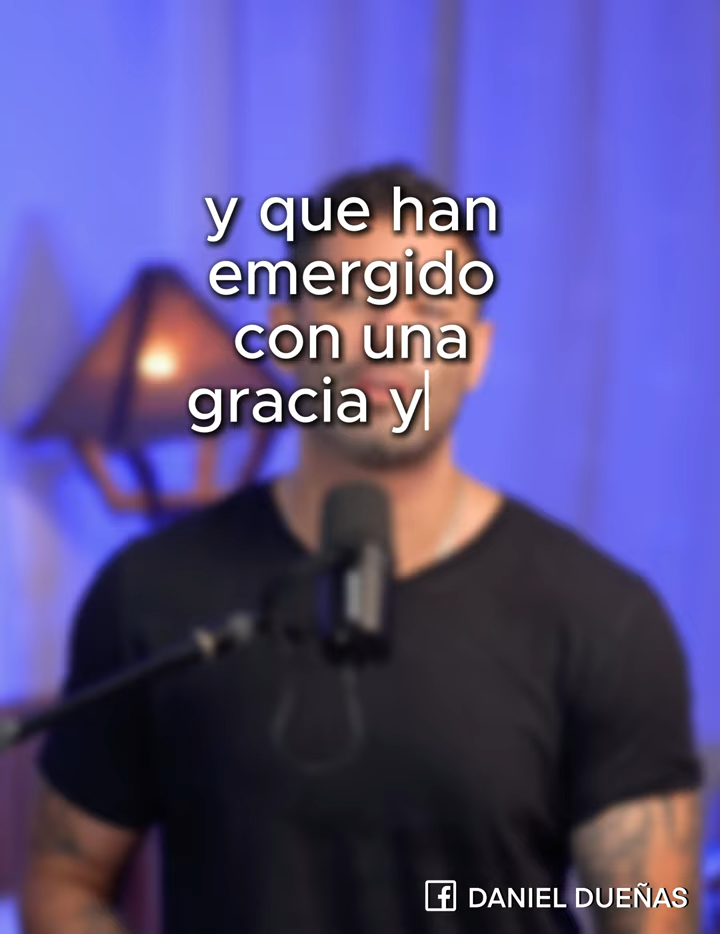 y que han
emergido
con una
gracia y
DANIEL DUEÑAS